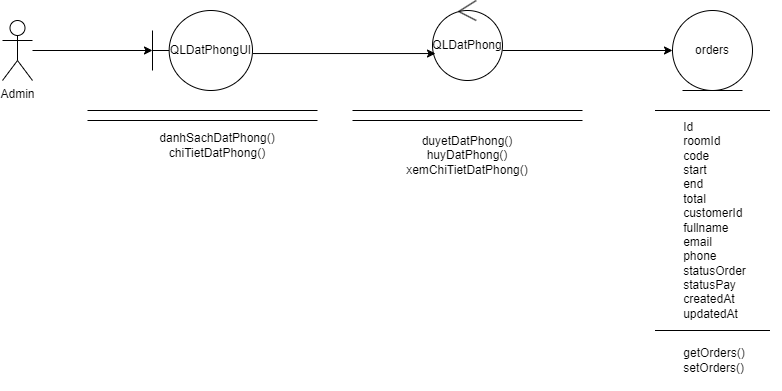 Admin
QLDatPhongUI
QLDatPhong
orders
danhSachDatPhong()
chiTietDatPhong()
duyetDatPhong()
huyDatPhong()
xemChiTietDatPhong()
Id
roomId
code
start
end
total
customerId
fullname
email
phone
statusOrder
statusPay
createdAt
updatedAt
getOrders()
setOrders()